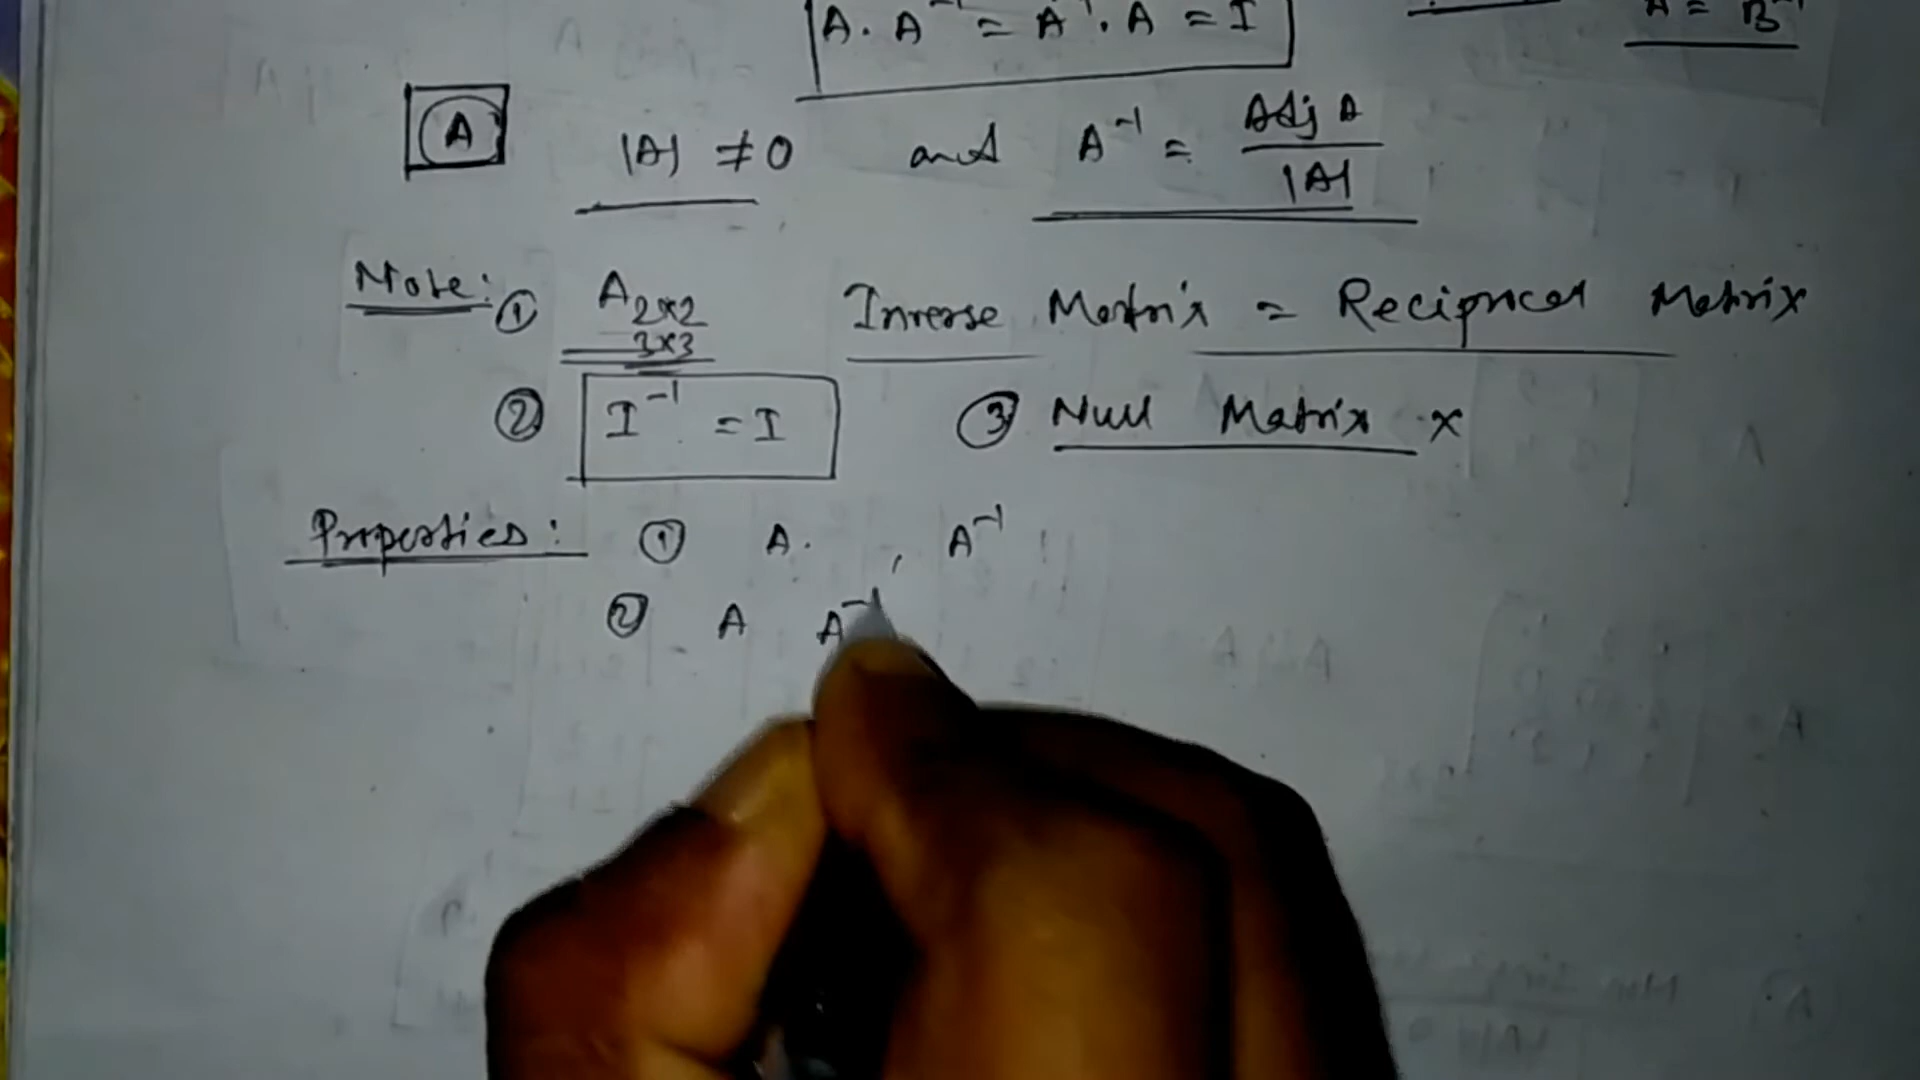 A. A⁻¹ = A⁻¹. A = I
A = B⁻¹
A |A| ≠ 0 and A⁻¹ = Adj A / |A|
Note: ① A 2x2 Inverse Matrix = Reciprocal Matrix
3x3
② I⁻¹ = I ③ Null Matrix x
Properties: ① A. , A⁻¹
② A A⁻¹